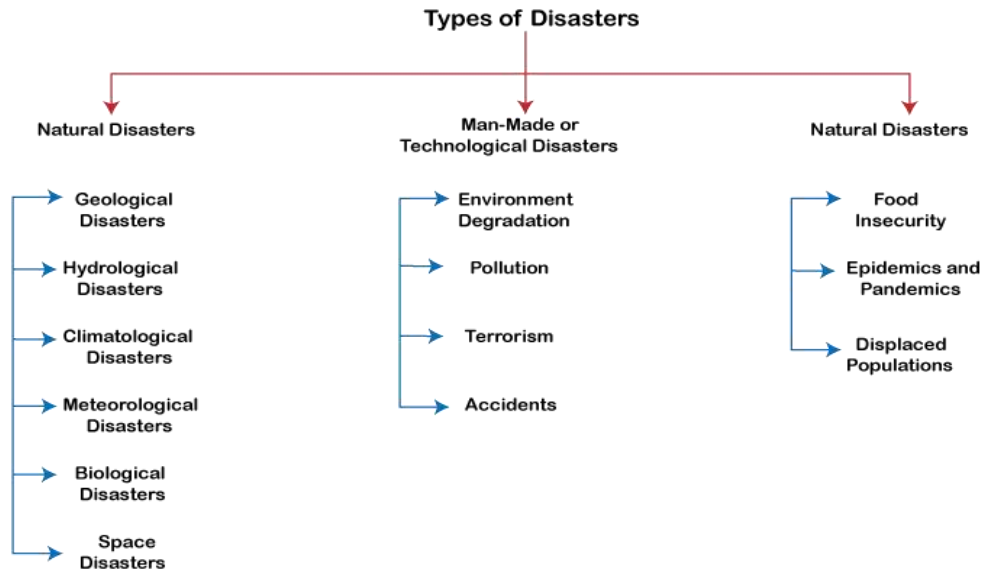 Types of Disasters
Natural Disasters
Man-Made or
Technological Disasters
Natural Disasters
Geological
Disasters
Hydrological
Disasters
Climatological
Disasters
Meteorological
Disasters
Biological
Disasters
Space
Disasters
Environment
Degradation
Pollution
Terrorism
Accidents
Food
Insecurity
Epidemics and
Pandemics
Displaced
Populations